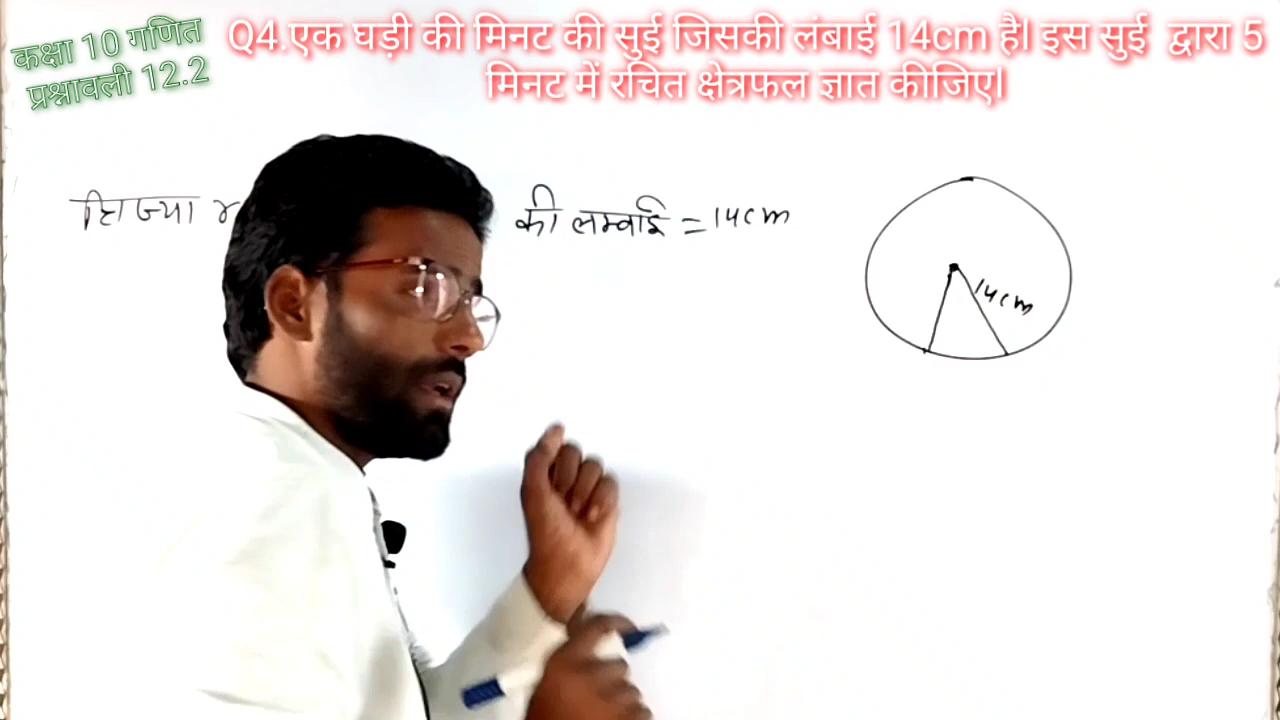 कक्षा 10 गणित
प्रश्नावली 12.2
Q4.एक घड़ी की मिनट की सुई जिसकी लंबाई 14cm है। इस सुई द्वारा 5
मिनट में रचित क्षेत्रफल ज्ञात कीजिए।
त्रिज्या r की लम्बाई = 14cm
14cm